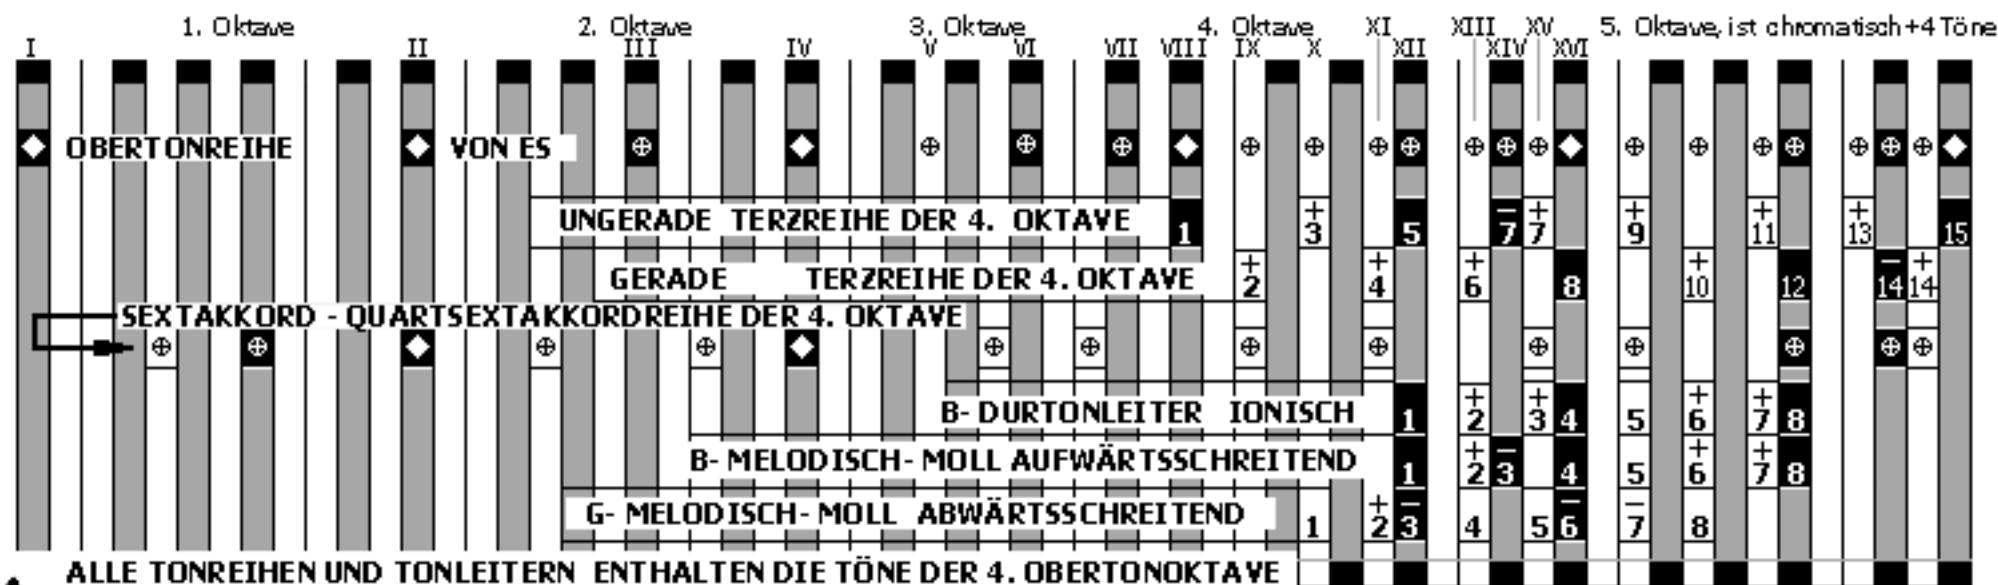 1. Oktave 2. Oktave 3. Oktave 4. Oktave XI XIII XV 5. Oktave, ist chromatisch+4 Töne
I II III IV V VI VII VIII IX X XII XIV XVI
OBERTONREIHE VON ES
UNGERADE TERZREIHE DER 4. OKTAVE 1 +3 5 -7 +7 +9 +11 +13 15
GERADE TERZREIHE DER 4. OKTAVE +2 +4 +6 8 +10 12 -14 +14
SEXTAKKORD - QUARTSEXTAKKORDREIHE DER 4. OKTAVE
B- DURTONLEITER IONISCH 1 +2 +3 4 5 +6 +7 8
B- MELODISCH- MOLL AUFWÄRTSSCHREITEND 1 +2 -3 4 5 +6 +7 8
G- MELODISCH- MOLL ABWÄRTSSCHREITEND 1 +2 -3 4 5 -6 -7 8
ALLE TONREIHEN UND TONLEITERN ENTHALTEN DIE TÖNE DER 4. OBERTONOKTAVE